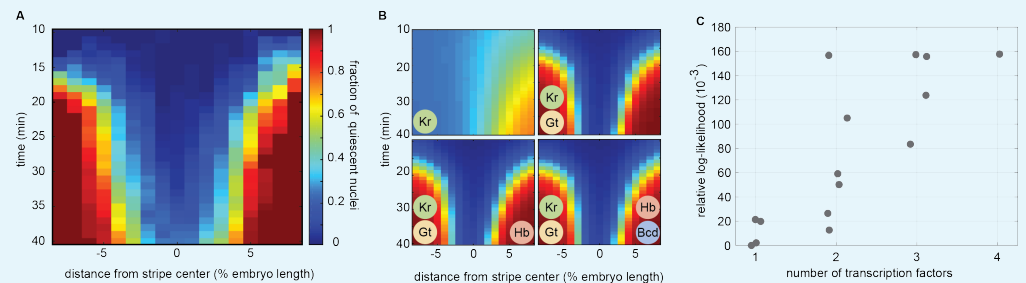 A
10
15
20
25
30
35
40
time (min)
-5
0
5
distance from stripe center (% embryo length)
1
0.8
0.6
0.4
0.2
0
fraction of quiescent nuclei
B
10
20
30
40
20
30
40
time (min)
Kr
Kr
Gt
Kr
Gt
Hb
Kr
Gt
Hb
Bcd
-5
0
5
-5
0
5
distance from stripe center (% embryo length)
C
180
160
140
120
100
80
60
40
20
0
relative log-likelihood (10-3)
1
2
3
4
number of transcription factors